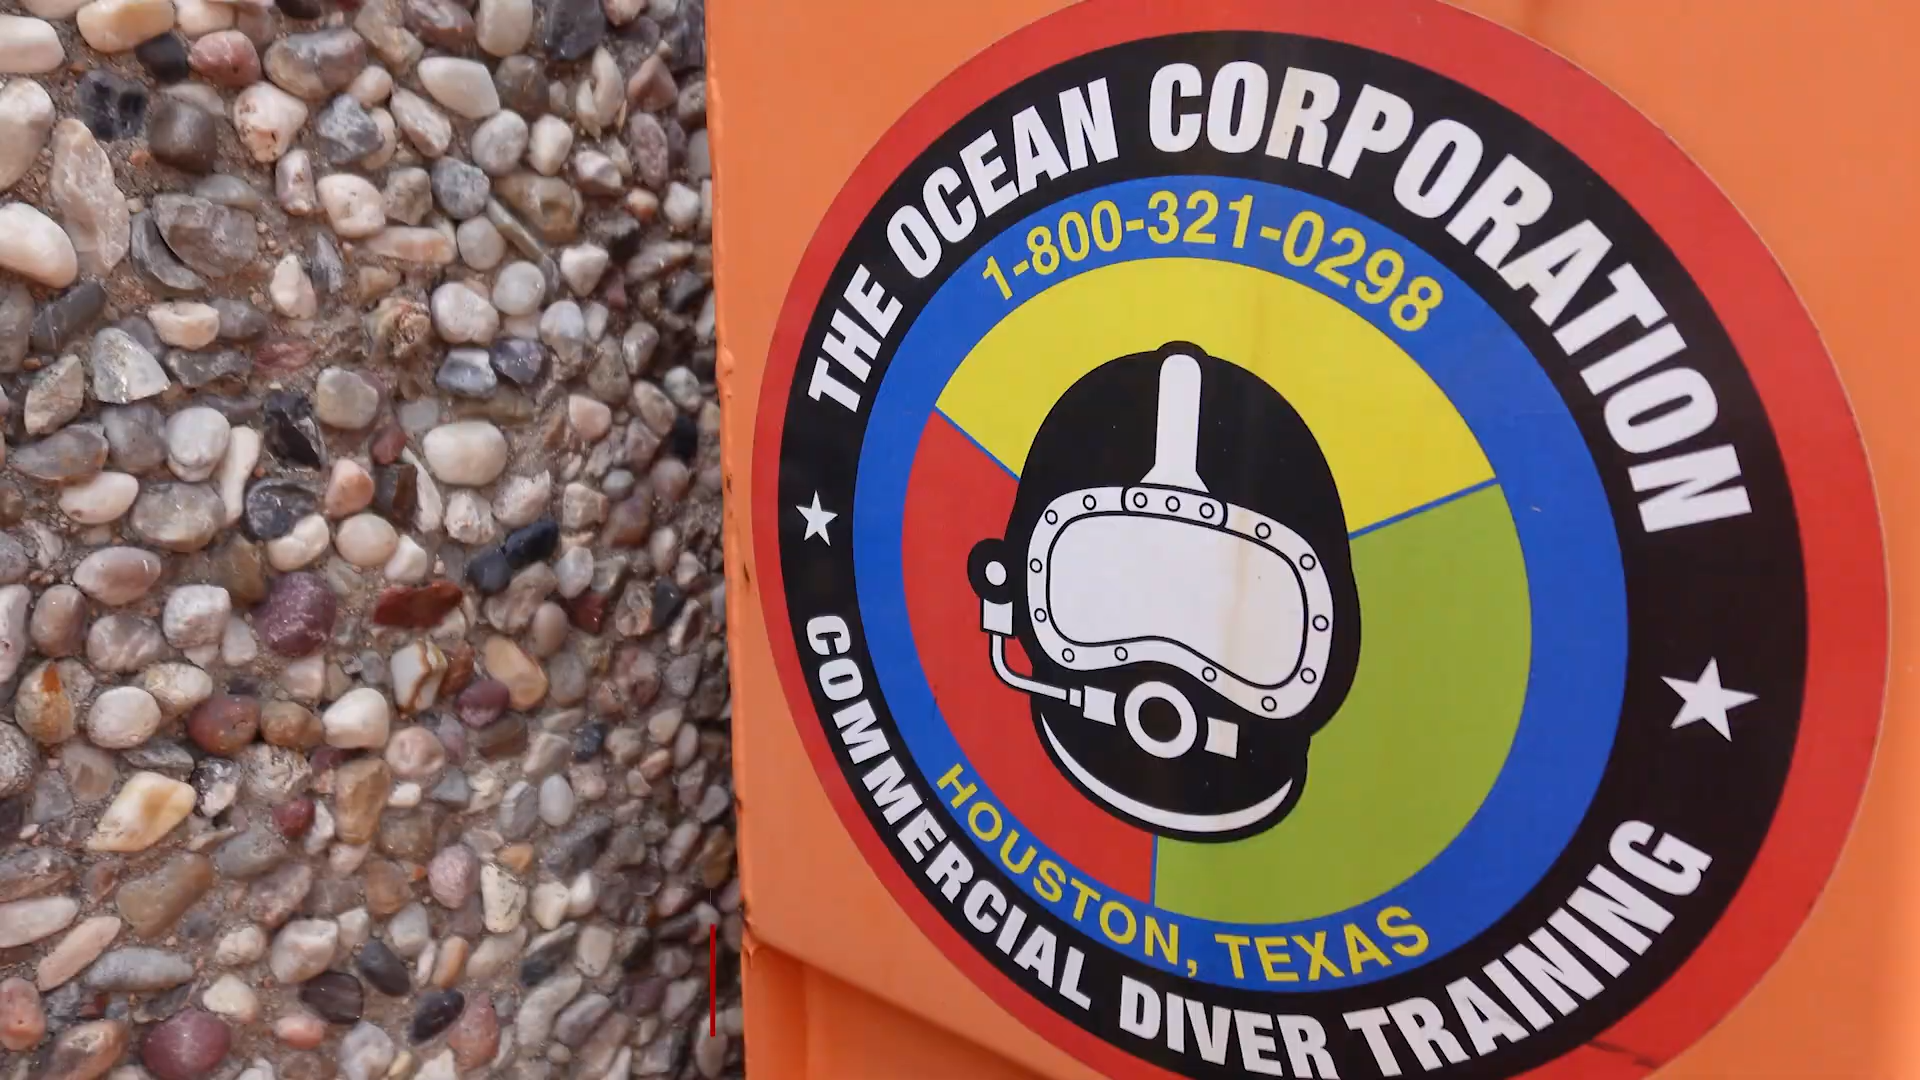 THE OCEAN CORPORATION
1-800-321-0298
HOUSTON, TEXAS
COMMERCIAL DIVER TRAINING